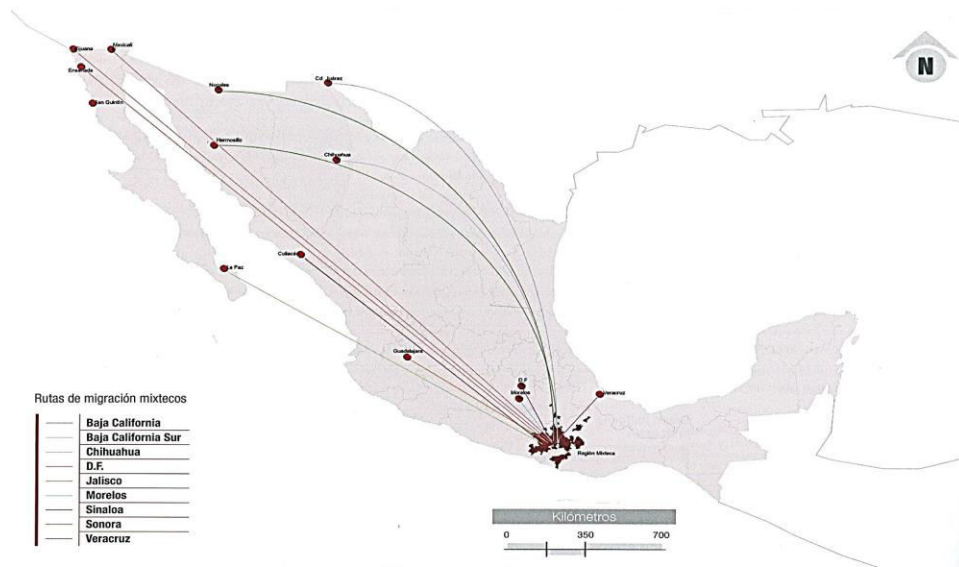 N
Tijuana
Mexicali
Ensenada
San Quintín
Nogales
Cd. Juárez
Hermosillo
Chihuahua
La Paz
Culiacán
Guadalajara
D.F.
Morelos
Veracruz
Región Mixteca
Rutas de migración mixtecos
Baja California
Baja California Sur
Chihuahua
D.F.
Jalisco
Morelos
Sinaloa
Sonora
Veracruz
Kilómetros
0 350 700